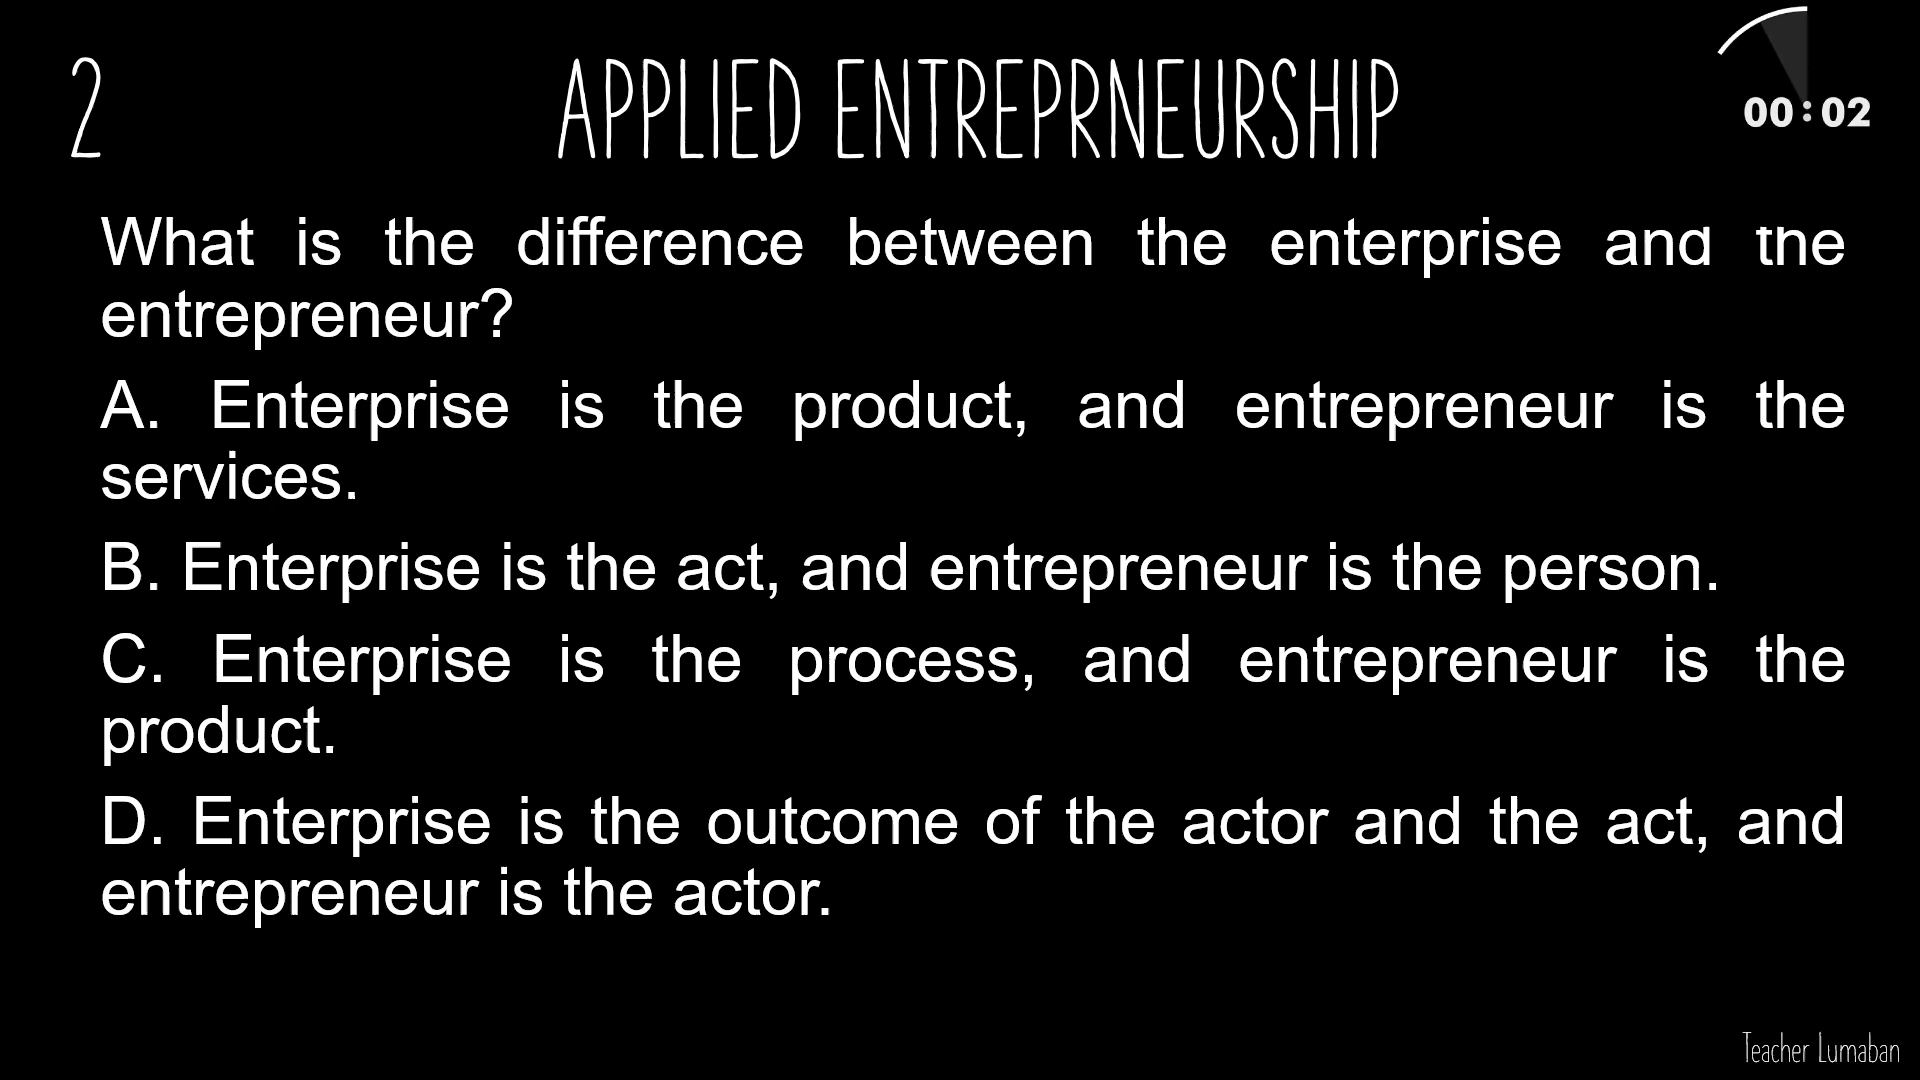 2
APPLIED ENTREPRNEURSHIP
00:02
What is the difference between the enterprise and the
entrepreneur?
A. Enterprise is the product, and entrepreneur is the
services.
B. Enterprise is the act, and entrepreneur is the person.
C. Enterprise is the process, and entrepreneur is the
product.
D. Enterprise is the outcome of the actor and the act, and
entrepreneur is the actor.
Teacher Lumaban